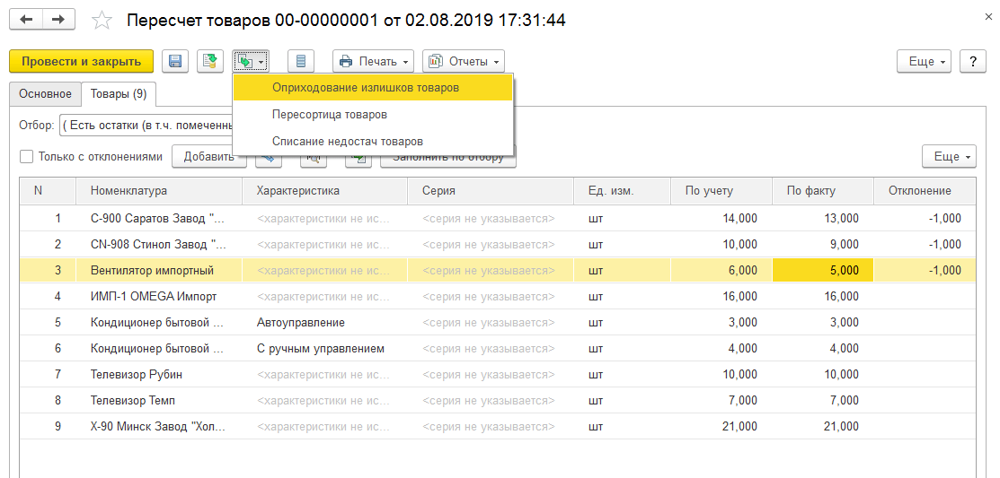 Пересчет товаров 00-00000001 от 02.08.2019 17:31:44
Провести и закрыть Печать Отчеты Еще ?
Основное Товары (9)
Оприходование излишков товаров
Пересортица товаров
Списание недостач товаров
Отбор: ( Есть остатки (в т.ч. помеченны
Только с отклонениями Добавить Заполнить по отбору Еще
N Номенклатура Характеристика Серия Ед. изм. По учету По факту Отклонение
1 С-900 Саратов Завод "... <характеристики не ис... <серия не указывается> шт 14,000 13,000 -1,000
2 CN-908 Стинол Завод "... <характеристики не ис... <серия не указывается> шт 10,000 9,000 -1,000
3 Вентилятор импортный <характеристики не ис... <серия не указывается> шт 6,000 5,000 -1,000
4 ИМП-1 OMEGA Импорт <характеристики не ис... <серия не указывается> шт 16,000 16,000
5 Кондиционер бытовой ... Автоуправление <серия не указывается> шт 3,000 3,000
6 Кондиционер бытовой ... С ручным управлением <серия не указывается> шт 4,000 4,000
7 Телевизор Рубин <характеристики не ис... <серия не указывается> шт 10,000 10,000
8 Телевизор Темп <характеристики не ис... <серия не указывается> шт 7,000 7,000
9 Х-90 Минск Завод "Хол... <характеристики не ис... <серия не указывается> шт 21,000 21,000